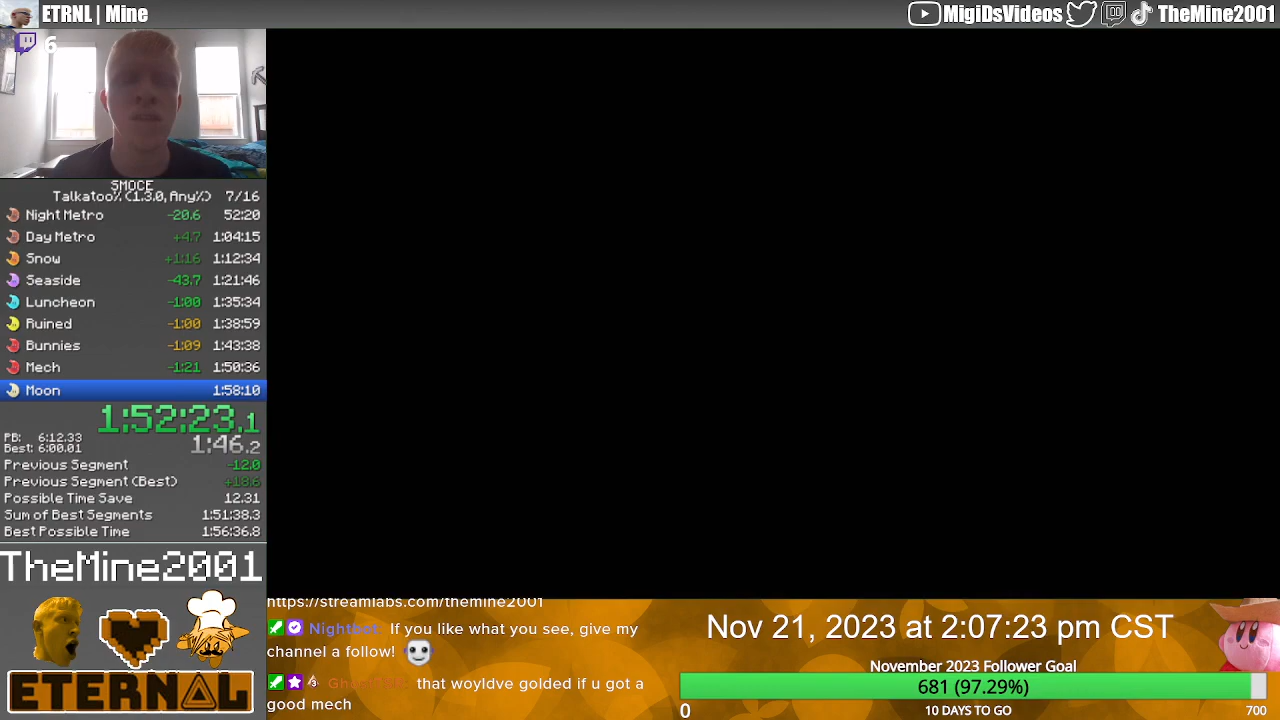 ETRNL | Mine
MigiDsVideos
TheMine2001
6
SMOCE
Talkatoo% (1.3.0, Any%) 7/16
Night Metro -20.6 52:20
Day Metro +4.7 1:04:15
Snow +1:16 1:12:34
Seaside -43.7 1:21:46
Luncheon -1:00 1:35:34
Ruined -1:00 1:38:59
Bunnies -1:09 1:43:38
Mech -1:21 1:50:36
Moon 1:58:10
1:52:23.1
PB: 6:12.33
Best: 6:00.01
1:46.2
Previous Segment -12.0
Previous Segment (Best) +18.6
Possible Time Save 12.31
Sum of Best Segments 1:51:38.3
Best Possible Time 1:56:36.8
TheMine2001
ETERNAL
https://streamlabs.com/themine2001
Nightbot: If you like what you see, give my
channel a follow!
that woyldve golded if u got a
good mech
Nov 21, 2023 at 2:07:23 pm CST
November 2023 Follower Goal
681 (97.29%)
0 10 DAYS TO GO 700